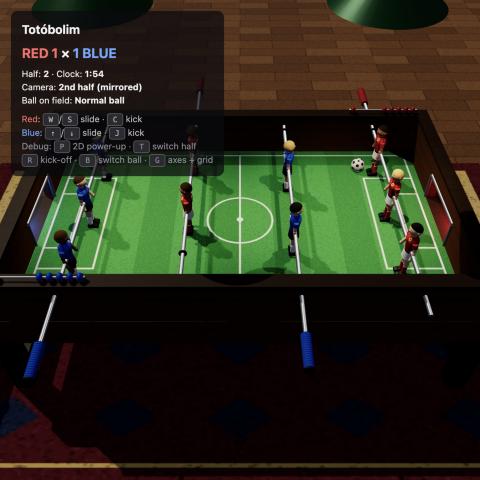 Totóbolim
RED 1 × 1 BLUE
Half: 2 · Clock: 1:54
Camera: 2nd half (mirrored)
Ball on field: Normal ball
Red: W / S slide · C kick
Blue: ↑ / ↓ slide / J kick
Debug: P 2D power-up · T switch half
R kick-off · B switch ball · G axes + grid